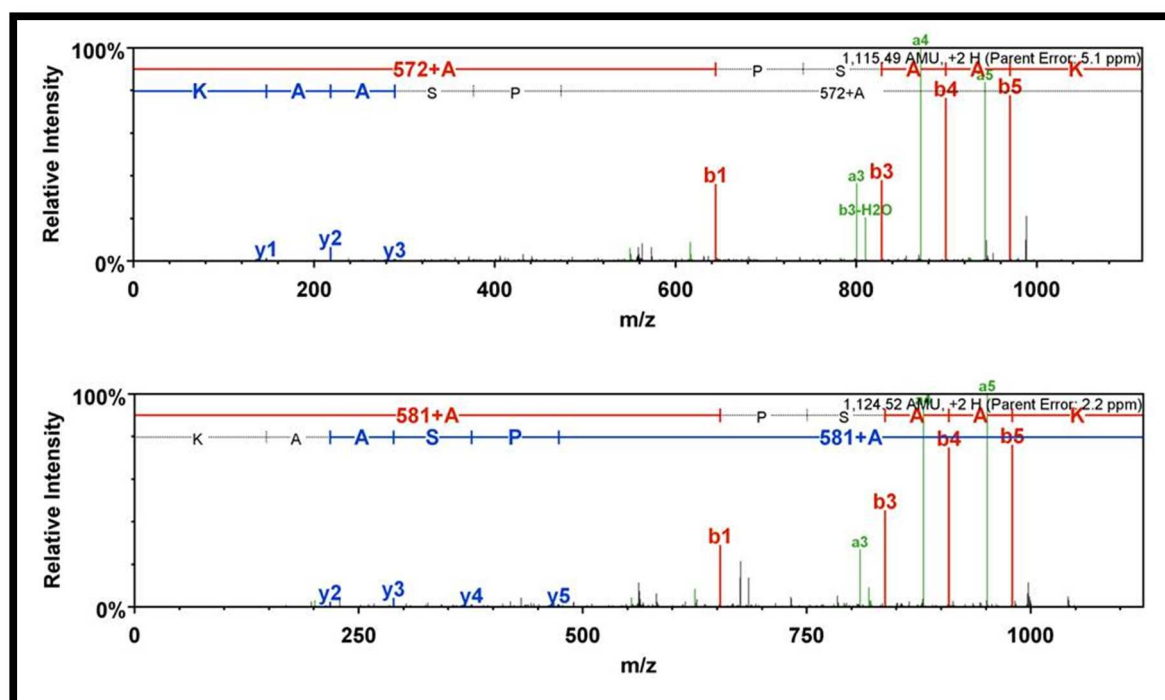 100%
a4
1,115.49 AMU, +2 H (Parent Error: 5.1 ppm)
572+A P S A A K
a5
K A A S P 572+A
b4 b5
Relative Intensity
b1
a3 b3
b3-H2O
y1 y2 y3
0%
0 200 400 600 800 1000
m/z
a5
100%
1,124.52 AMU, +2 H (Parent Error: 2.2 ppm)
581+A P S A A K
K A A S P 581+A
b4 b5
Relative Intensity
b3
b1
a3
y2 y3 y4 y5
0%
0 250 500 750 1000
m/z